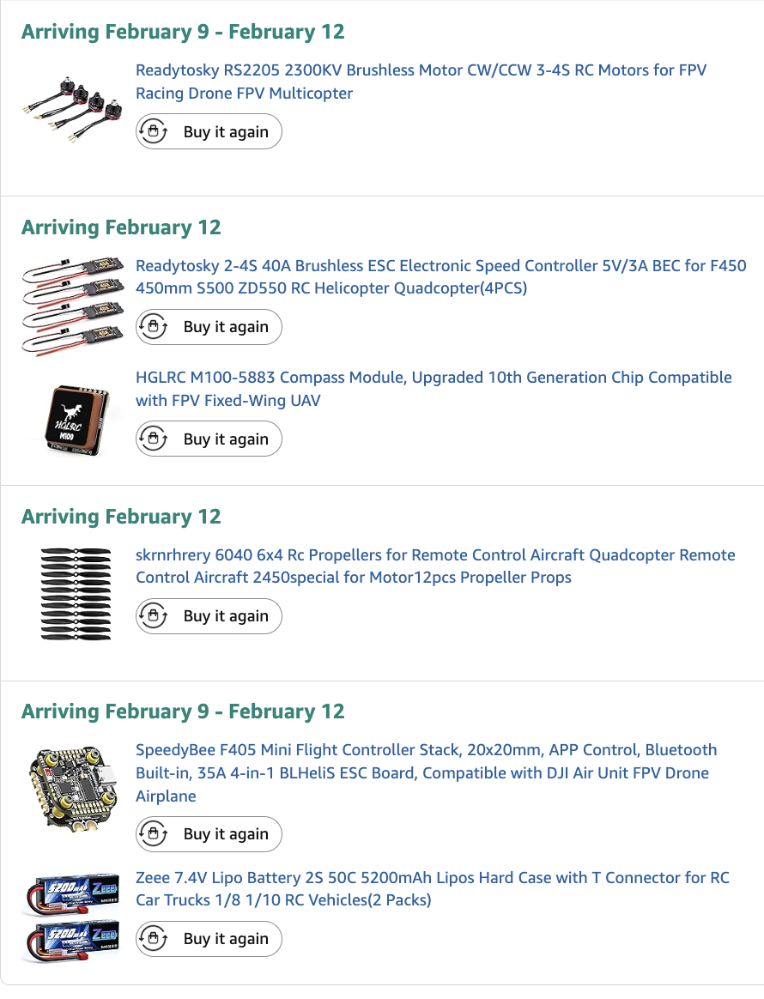 Arriving February 9 - February 12
Readytosky RS2205 2300KV Brushless Motor CW/CCW 3-4S RC Motors for FPV
Racing Drone FPV Multicopter
Buy it again
Arriving February 12
Readytosky 2-4S 40A Brushless ESC Electronic Speed Controller 5V/3A BEC for F450
450mm S500 ZD550 RC Helicopter Quadcopter(4PCS)
Buy it again
HGLRC M100-5883 Compass Module, Upgraded 10th Generation Chip Compatible
with FPV Fixed-Wing UAV
HGLRC
M100
Buy it again
Arriving February 12
skrnrhrery 6040 6x4 Rc Propellers for Remote Control Aircraft Quadcopter Remote
Control Aircraft 2450special for Motor12pcs Propeller Props
Buy it again
Arriving February 9 - February 12
SpeedyBee F405 Mini Flight Controller Stack, 20x20mm, APP Control, Bluetooth
Built-in, 35A 4-in-1 BLHeliS ESC Board, Compatible with DJI Air Unit FPV Drone
Airplane
Buy it again
Zeee 7.4V Lipo Battery 2S 50C 5200mAh Lipos Hard Case with T Connector for RC
Car Trucks 1/8 1/10 RC Vehicles(2 Packs)
5200mAh Zeee
5200mAh Zeee
Buy it again